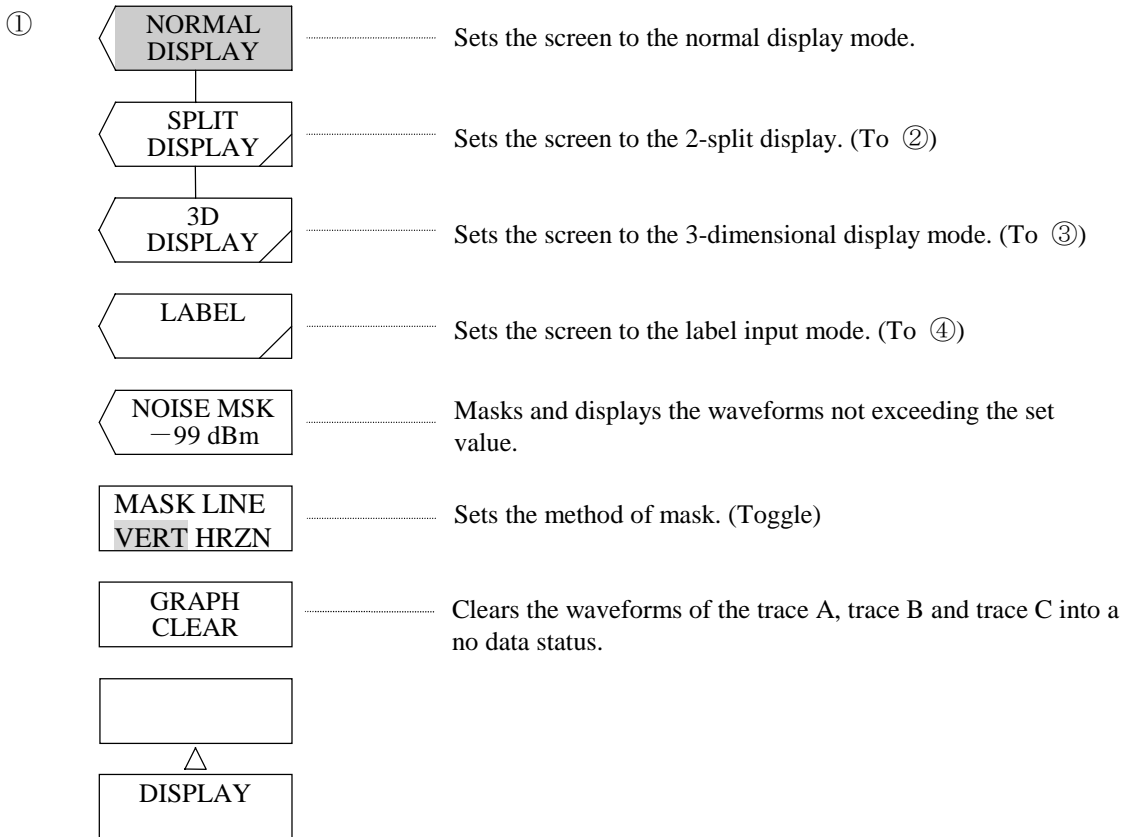 ①
NORMAL
DISPLAY
Sets the screen to the normal display mode.
SPLIT
DISPLAY
Sets the screen to the 2-split display. (To ②)
3D
DISPLAY
Sets the screen to the 3-dimensional display mode. (To ③)
LABEL
Sets the screen to the label input mode. (To ④)
NOISE MSK
－99 dBm
Masks and displays the waveforms not exceeding the set
value.
MASK LINE
VERT HRZN
Sets the method of mask. (Toggle)
GRAPH
CLEAR
Clears the waveforms of the trace A, trace B and trace C into a
no data status.
DISPLAY